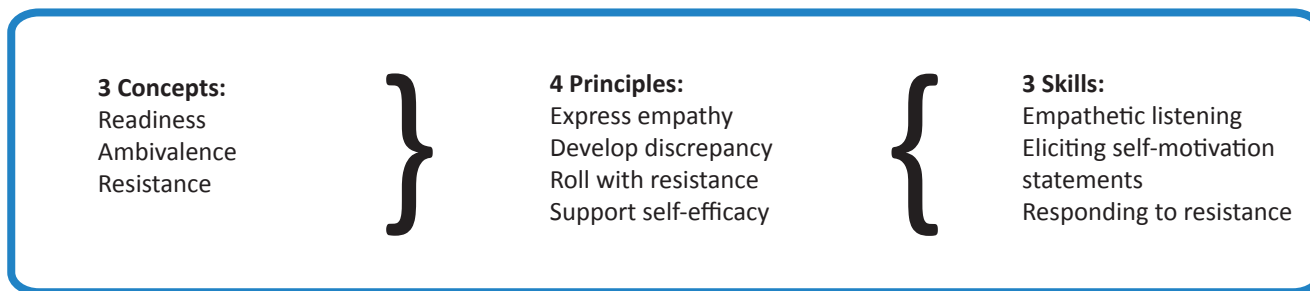 3 Concepts:
Readiness
Ambivalence
Resistance
4 Principles:
Express empathy
Develop discrepancy
Roll with resistance
Support self-efficacy
3 Skills:
Empathetic listening
Eliciting self-motivation
statements
Responding to resistance